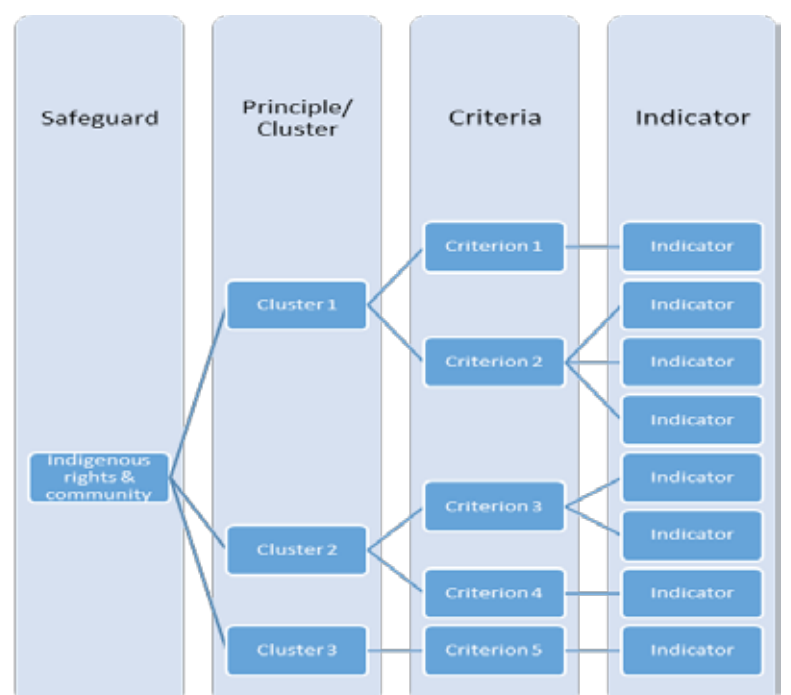 Safeguard
Principle/
Cluster
Criteria
Indicator
Criterion 1
Indicator
Cluster 1
Indicator
Criterion 2
Indicator
Indicator
Indigenous
rights &
community
Criterion 3
Indicator
Indicator
Cluster 2
Criterion 4
Indicator
Cluster 3
Criterion 5
Indicator